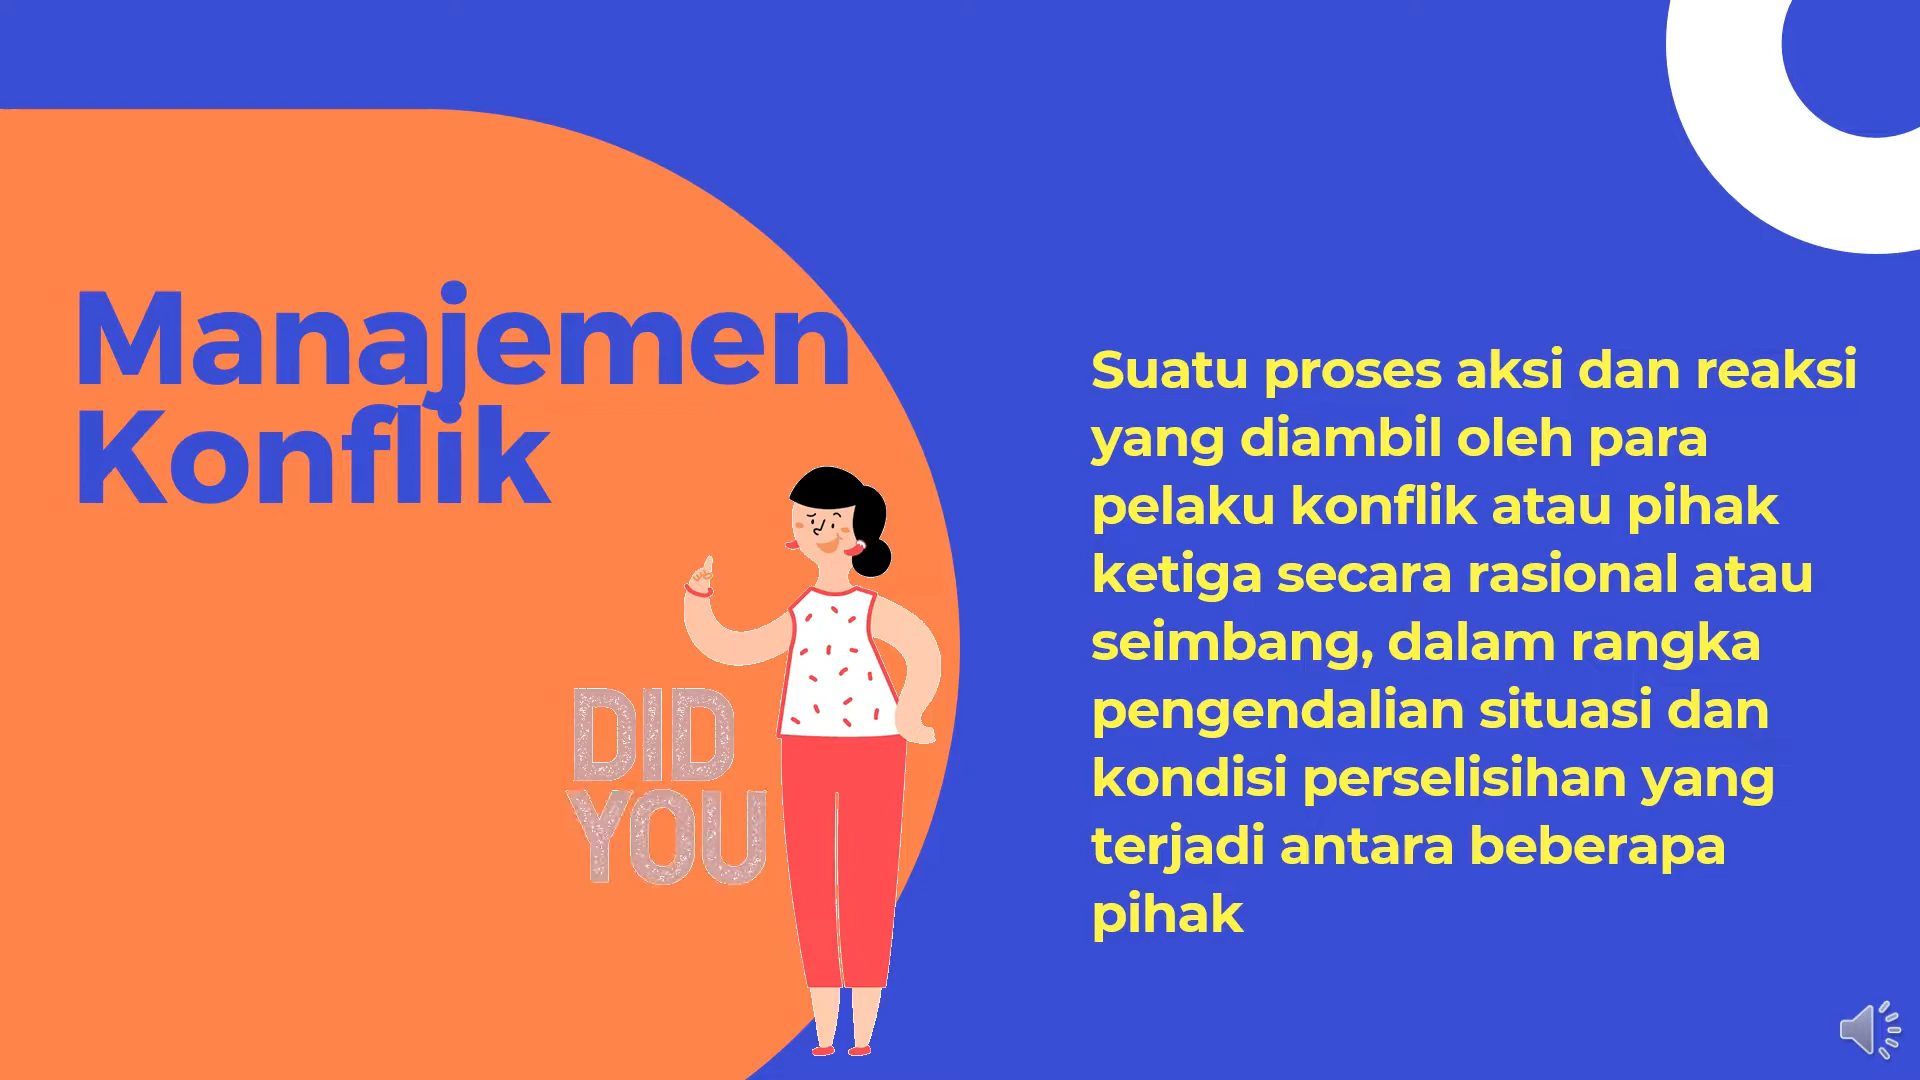 Manajemen
Konflik
DID
YOU
Suatu proses aksi dan reaksi
yang diambil oleh para
pelaku konflik atau pihak
ketiga secara rasional atau
seimbang, dalam rangka
pengendalian situasi dan
kondisi perselisihan yang
terjadi antara beberapa
pihak